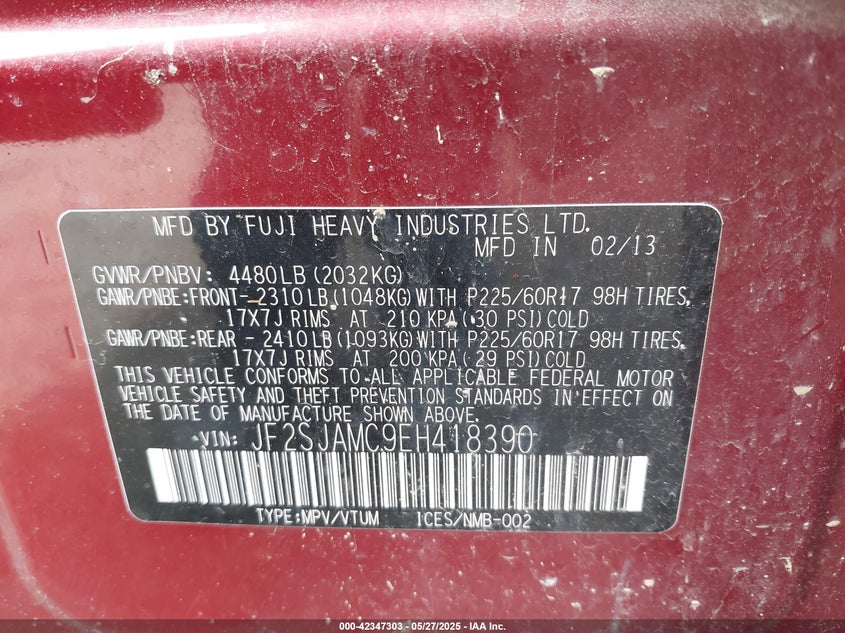 MFD BY FUJI HEAVY INDUSTRIES LTD.
MFD IN 02/13
GVWR/PNBV: 4480LB(2032KG)
GAWR/PNBE:FRONT-2310LB(1048KG)WITH P225/60R17 98H TIRES,
17X7J RIMS AT 210 KPA(30 PSI)COLD
GAWR/PNBE:REAR -2410LB(1093KG)WITH P225/60R17 98H TIRES,
17X7J RIMS AT 200 KPA(29 PSI)COLD
THIS VEHICLE CONFORMS TO ALL APPLICABLE FEDERAL MOTOR
VEHICLE SAFETY AND THEFT PREVENTION STANDARDS IN EFFECT ON
THE DATE OF MANUFACTURE SHOWN ABOVE.
VIN: JF2SJAMC9EH418390
TYPE:MPV/VTUM ICES/NMB-002
000-42347303 — 05/27/2025 - IAA Inc.